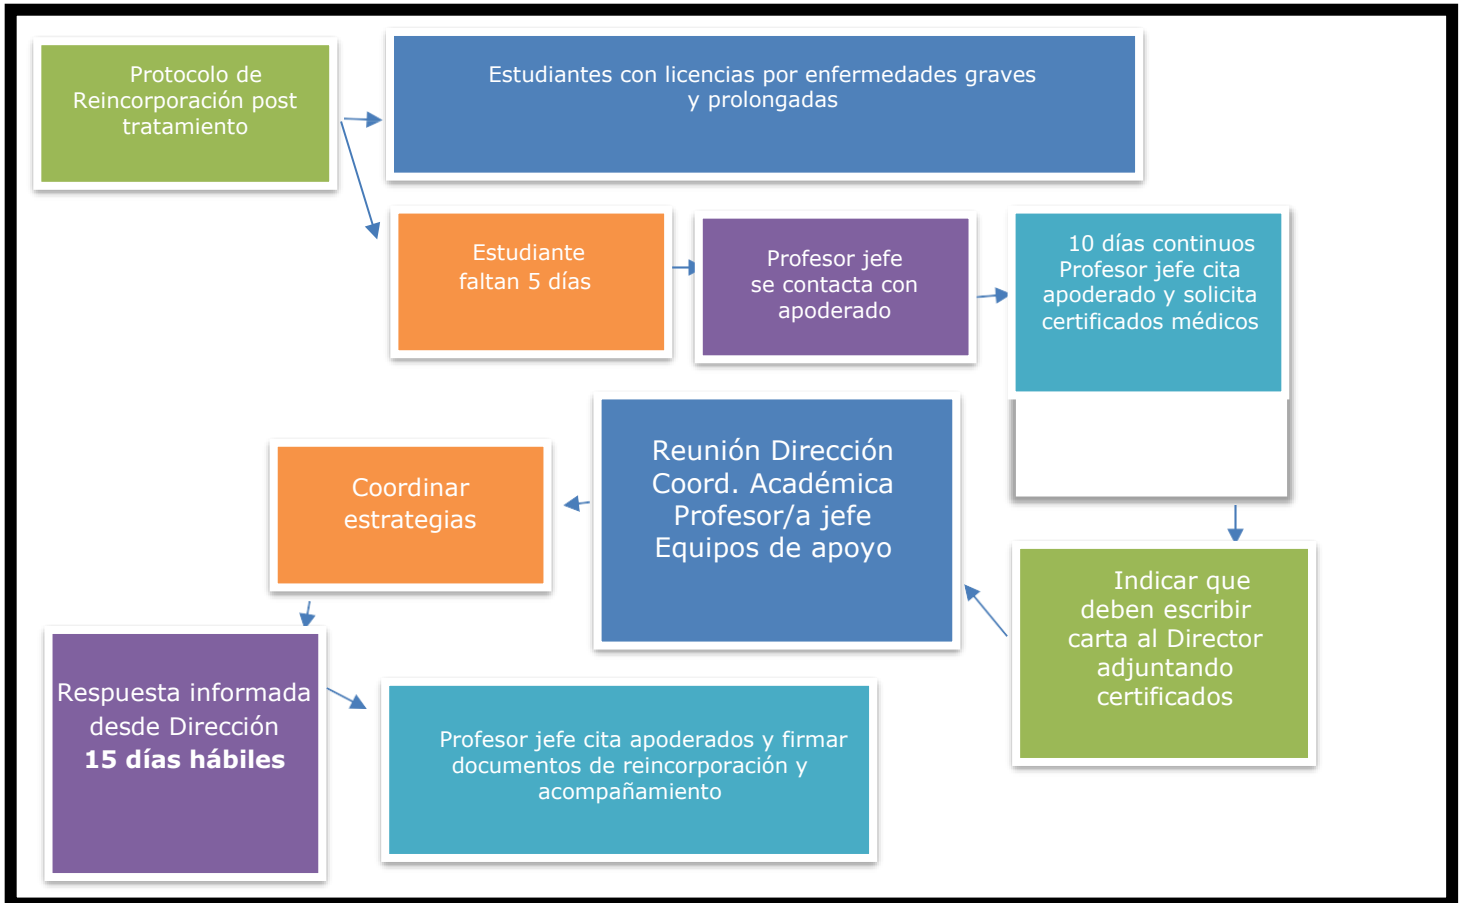 Protocolo de
Reincorporación post
tratamiento
Estudiantes con licencias por enfermedades graves
y prolongadas
Estudiante
faltan 5 días
Profesor jefe
se contacta con
apoderado
10 días continuos
Profesor jefe cita
apoderado y solicita
certificados médicos
Indicar que
deben escribir
carta al Director
adjuntando
certificados
Reunión Dirección
Coord. Académica
Profesor/a jefe
Equipos de apoyo
Coordinar
estrategias
Respuesta informada
desde Dirección
15 días hábiles
Profesor jefe cita apoderados y firmar
documentos de reincorporación y
acompañamiento